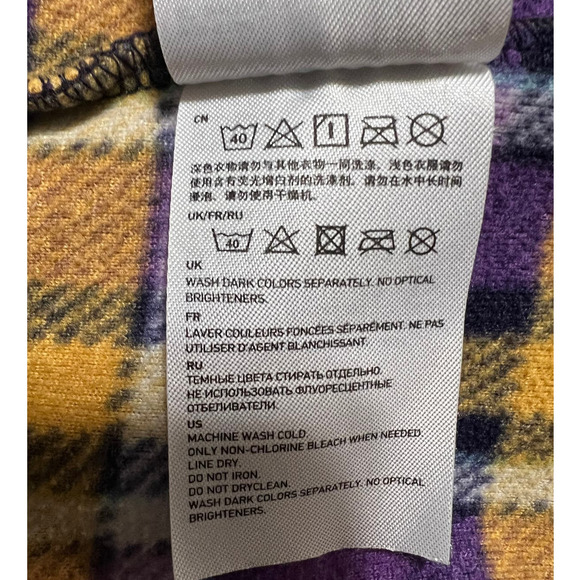 CN
40
深色衣物请勿与其他衣物一同洗涤。浅色衣服请勿
使用含有荧光增白剂的洗涤剂。请勿在水中长时间
浸泡。请勿使用干燥机。
UK/FR/RU
40
UK
WASH DARK COLORS SEPARATELY. NO OPTICAL
BRIGHTENERS.
FR
LAVER COULEURS FONCÉES SÉPARÉMENT. NE PAS
UTILISER D'AGENT BLANCHISSANT.
RU
ТЕМНЫЕ ЦВЕТА СТИРАТЬ ОТДЕЛЬНО.
НЕ ИСПОЛЬЗОВАТЬ ФЛУОРЕСЦЕНТНЫЕ
ОТБЕЛИВАТЕЛИ.
US
MACHINE WASH COLD.
ONLY NON-CHLORINE BLEACH WHEN NEEDED.
LINE DRY.
DO NOT IRON.
DO NOT DRYCLEAN.
WASH DARK COLORS SEPARATELY. NO OPTICAL
BRIGHTENERS.